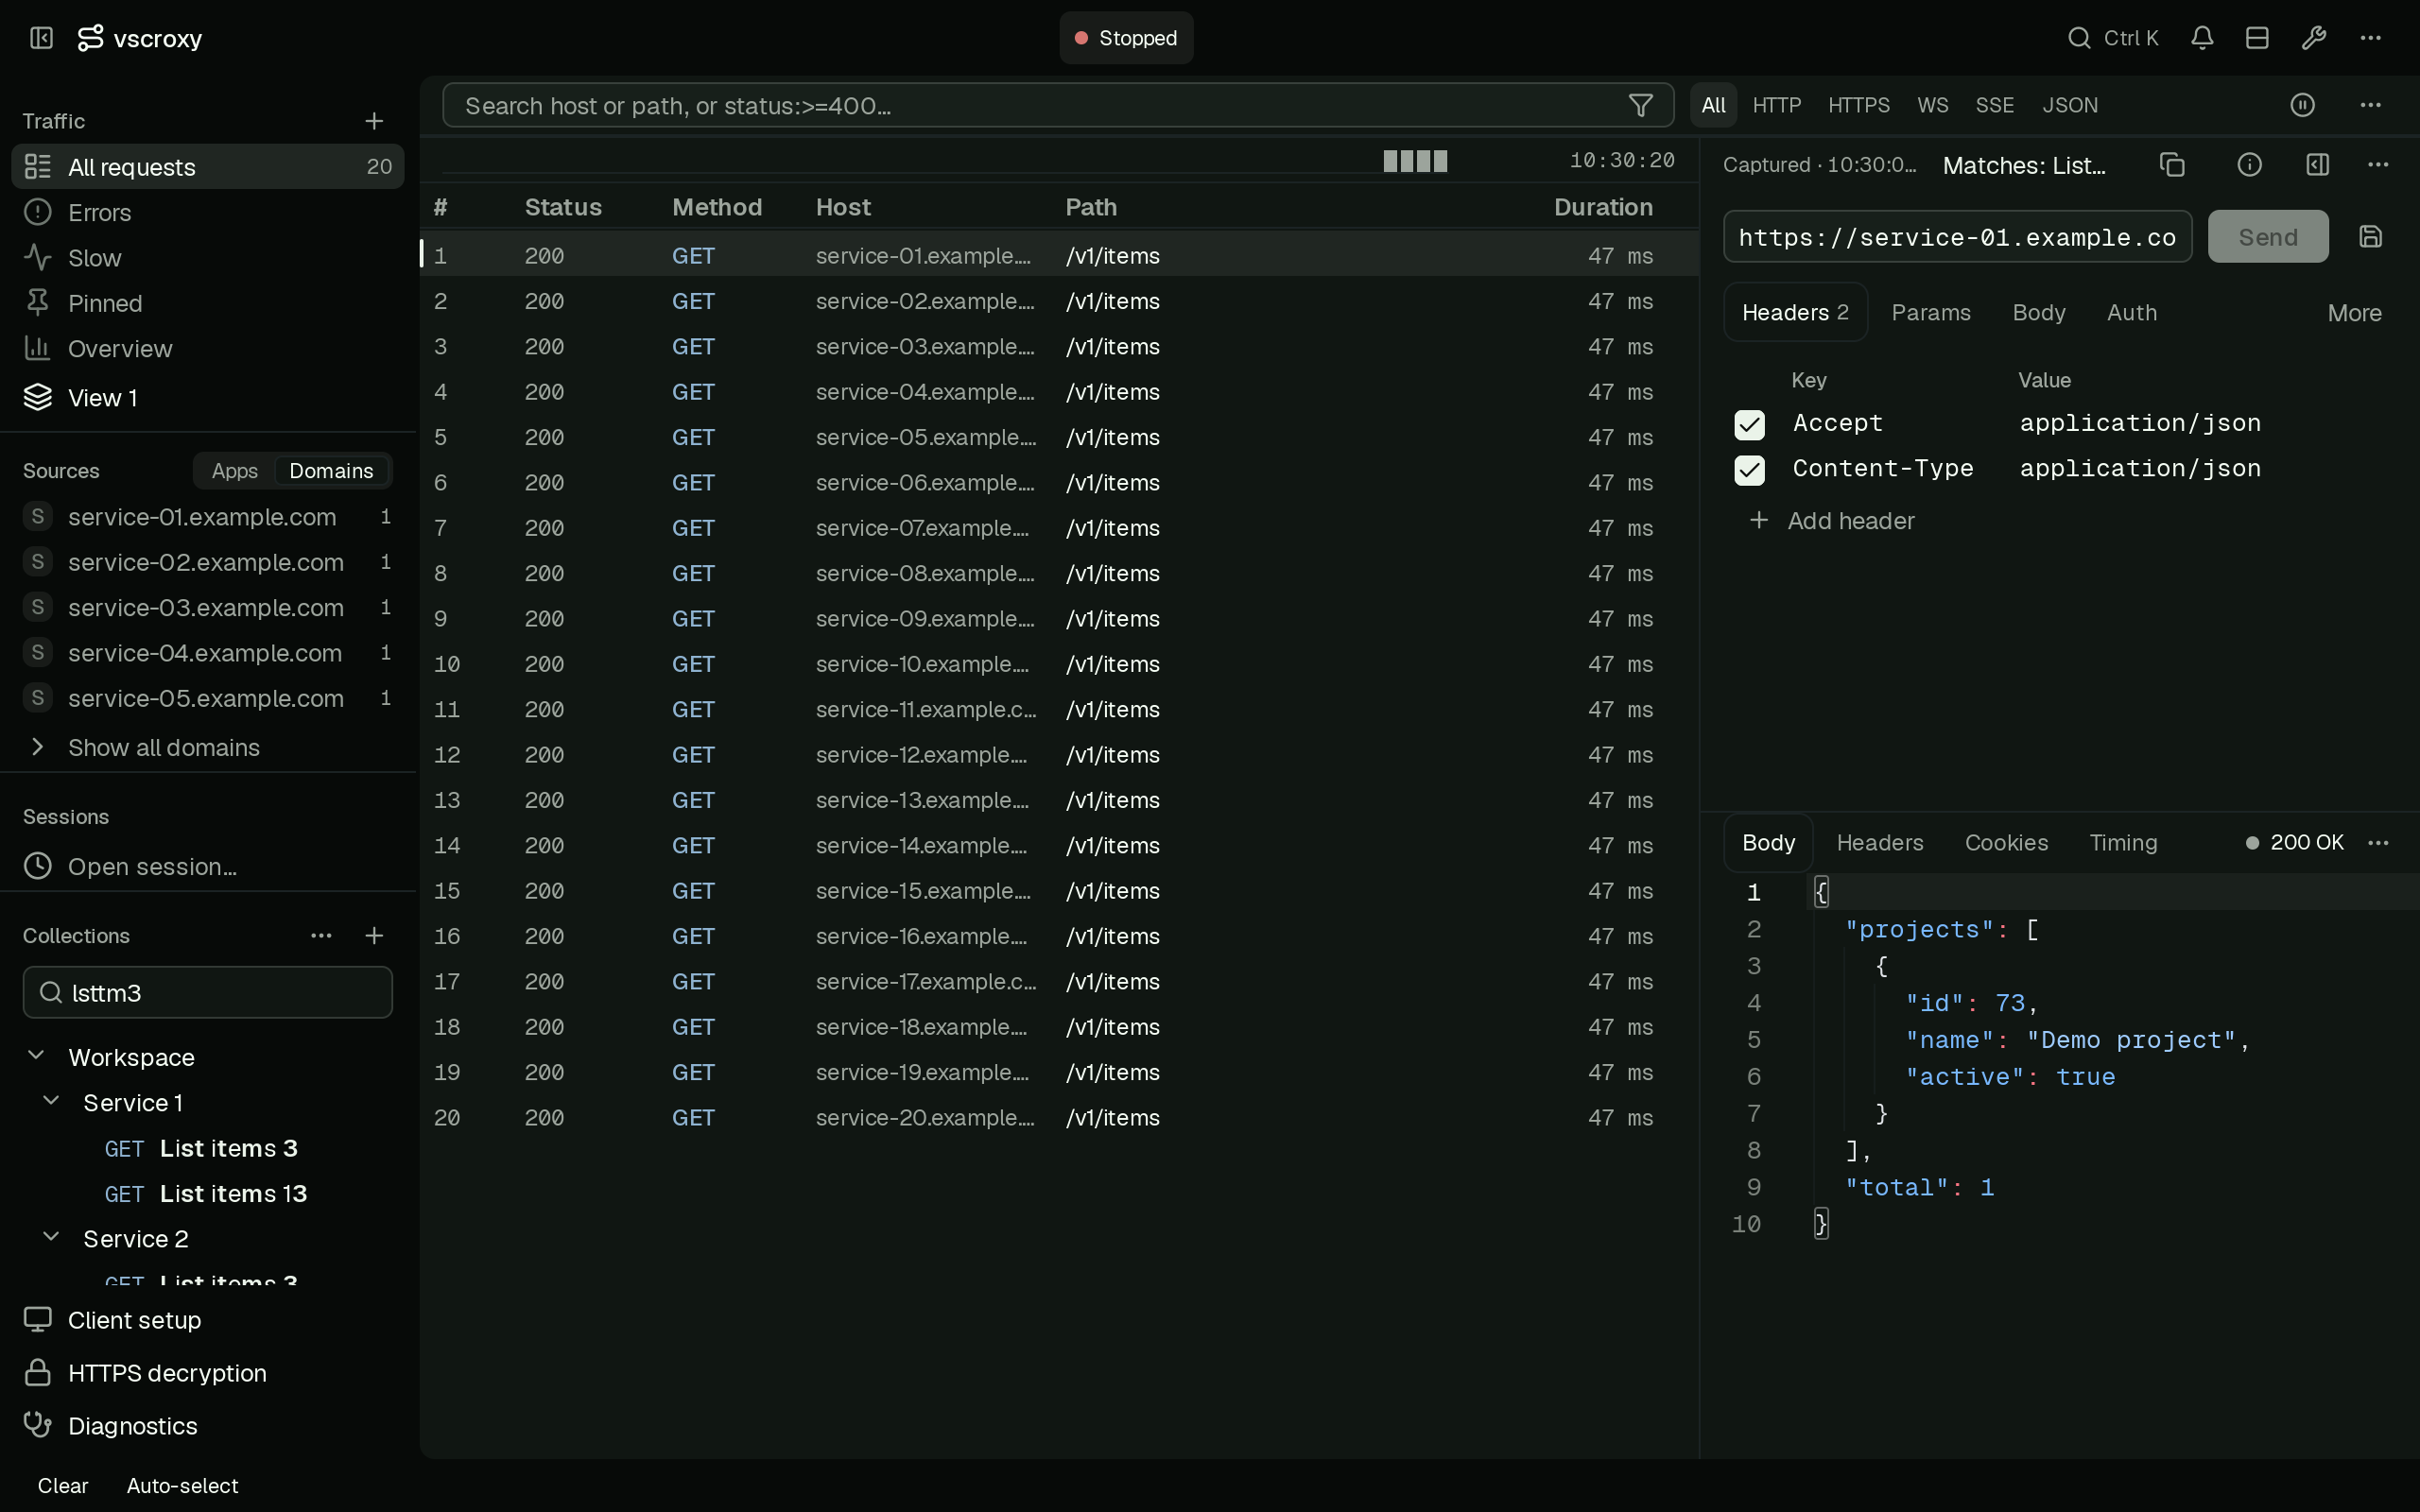 vscroxy
Stopped
Ctrl K
Traffic
All requests 20
Errors
Slow
Pinned
Overview
View 1
Sources Apps Domains
S service-01.example.com 1
S service-02.example.com 1
S service-03.example.com 1
S service-04.example.com 1
S service-05.example.com 1
Show all domains
Sessions
Open session...
Collections
lsttm3
Workspace
Service 1
GET List items 3
GET List items 13
Service 2
GET List items 3
Client setup
HTTPS decryption
Diagnostics
Clear Auto-select
Search host or path, or status:>=400...
All HTTP HTTPS WS SSE JSON
10:30:20
# Status Method Host Path Duration
1 200 GET service-01.example.... /v1/items 47 ms
2 200 GET service-02.example.... /v1/items 47 ms
3 200 GET service-03.example.... /v1/items 47 ms
4 200 GET service-04.example.... /v1/items 47 ms
5 200 GET service-05.example.... /v1/items 47 ms
6 200 GET service-06.example.... /v1/items 47 ms
7 200 GET service-07.example.... /v1/items 47 ms
8 200 GET service-08.example.... /v1/items 47 ms
9 200 GET service-09.example.... /v1/items 47 ms
10 200 GET service-10.example.... /v1/items 47 ms
11 200 GET service-11.example.c... /v1/items 47 ms
12 200 GET service-12.example.... /v1/items 47 ms
13 200 GET service-13.example.... /v1/items 47 ms
14 200 GET service-14.example.... /v1/items 47 ms
15 200 GET service-15.example.... /v1/items 47 ms
16 200 GET service-16.example.... /v1/items 47 ms
17 200 GET service-17.example.c... /v1/items 47 ms
18 200 GET service-18.example.... /v1/items 47 ms
19 200 GET service-19.example.... /v1/items 47 ms
20 200 GET service-20.example.... /v1/items 47 ms
Captured · 10:30:0... Matches: List...
https://service-01.example.co Send
Headers 2 Params Body Auth More
Key Value
Accept application/json
Content-Type application/json
Add header
Body Headers Cookies Timing 200 OK
1 {
2 "projects": [
3 {
4 "id": 73,
5 "name": "Demo project",
6 "active": true
7 }
8 ],
9 "total": 1
10 }